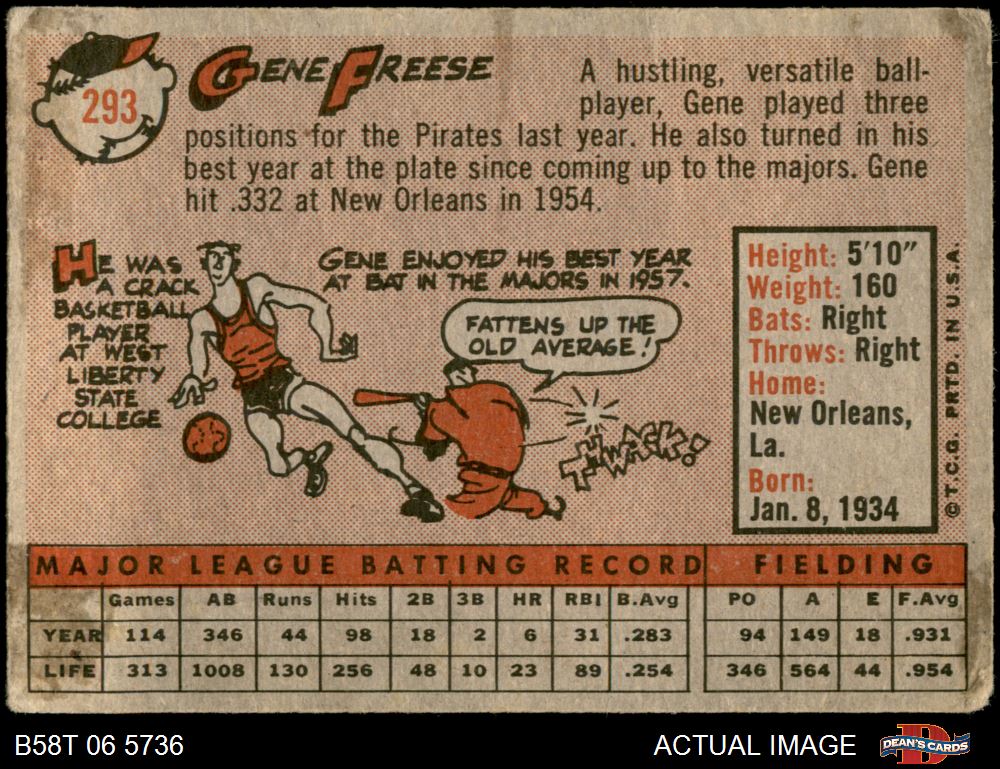 293
GENE FREESE
A hustling, versatile ball-
player, Gene played three
positions for the Pirates last year. He also turned in his
best year at the plate since coming up to the majors. Gene
hit .332 at New Orleans in 1954.
HE WAS
A CRACK
BASKETBALL
PLAYER
AT WEST
LIBERTY
STATE
COLLEGE
GENE ENJOYED HIS BEST YEAR
AT BAT IN THE MAJORS IN 1957.
FATTENS UP THE
OLD AVERAGE!
THWACK!
Height: 5'10"
Weight: 160
Bats: Right
Throws: Right
Home:
New Orleans,
La.
Born:
Jan. 8, 1934
© T.C.G. PRTD. IN U.S.A.
MAJOR LEAGUE BATTING RECORD FIELDING
Games AB Runs Hits 2B 3B HR RBI B.Avg PO A E F.Avg
YEAR 114 346 44 98 18 2 6 31 .283 94 149 18 .931
LIFE 313 1008 130 256 48 10 23 89 .254 346 564 44 .954
B58T 06 5736 ACTUAL IMAGE DEAN'S CARDS